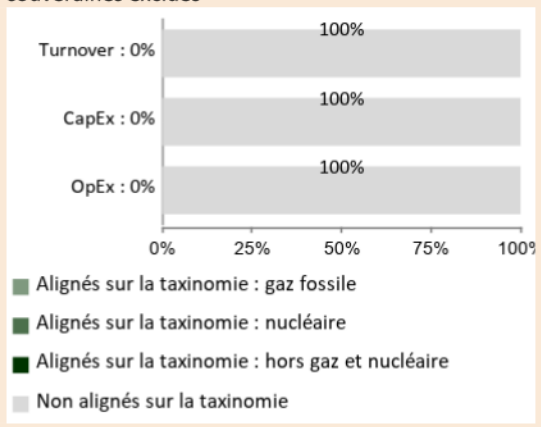 100%
Turnover : 0%
100%
CapEx : 0%
100%
OpEx : 0%
0% 25% 50% 75% 100%
Alignés sur la taxinomie : gaz fossile
Alignés sur la taxinomie : nucléaire
Alignés sur la taxinomie : hors gaz et nucléaire
Non alignés sur la taxinomie